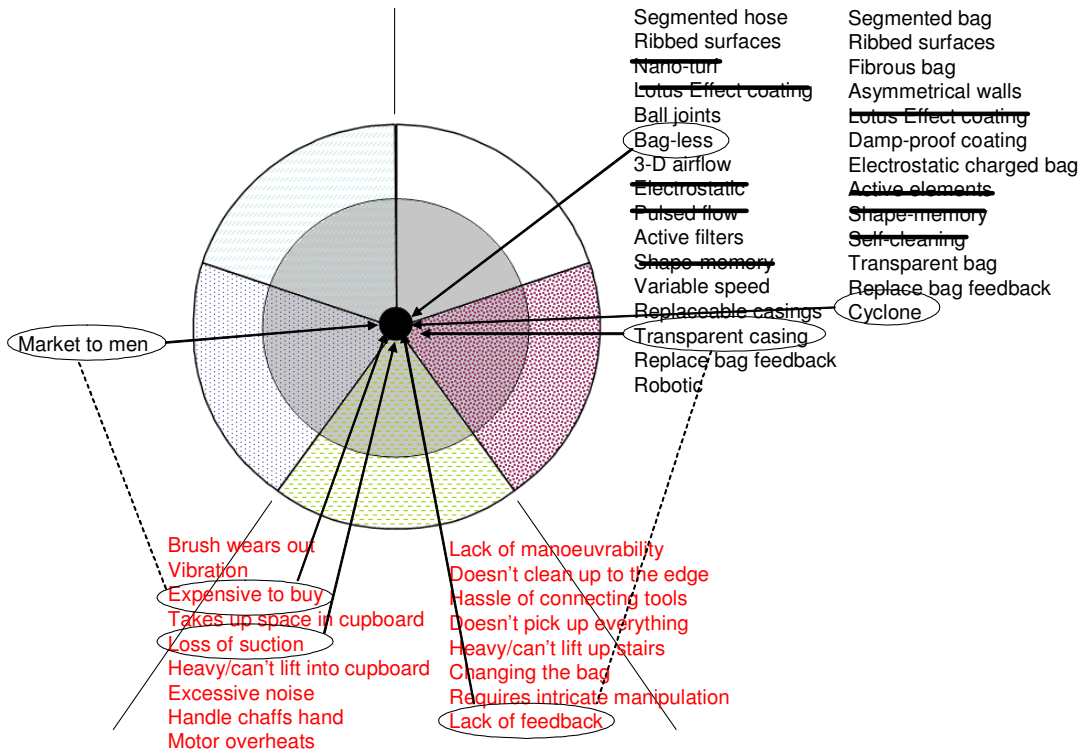 Segmented hose
Ribbed surfaces
Nano-turf
Lotus Effect coating
Ball joints
Bag-less
3-D airflow
Electrostatic
Pulsed flow
Active filters
Shape-memory
Variable speed
Replaceable casings
Transparent casing
Replace bag feedback
Robotic
Segmented bag
Ribbed surfaces
Fibrous bag
Asymmetrical walls
Lotus Effect coating
Damp-proof coating
Electrostatic charged bag
Active elements
Shape-memory
Self-cleaning
Transparent bag
Replace bag feedback
Cyclone
Market to men
Brush wears out
Vibration
Expensive to buy
Takes up space in cupboard
Loss of suction
Heavy/can't lift into cupboard
Excessive noise
Handle chaffs hand
Motor overheats
Lack of manoeuvrability
Doesn't clean up to the edge
Hassle of connecting tools
Doesn't pick up everything
Heavy/can't lift up stairs
Changing the bag
Requires intricate manipulation
Lack of feedback